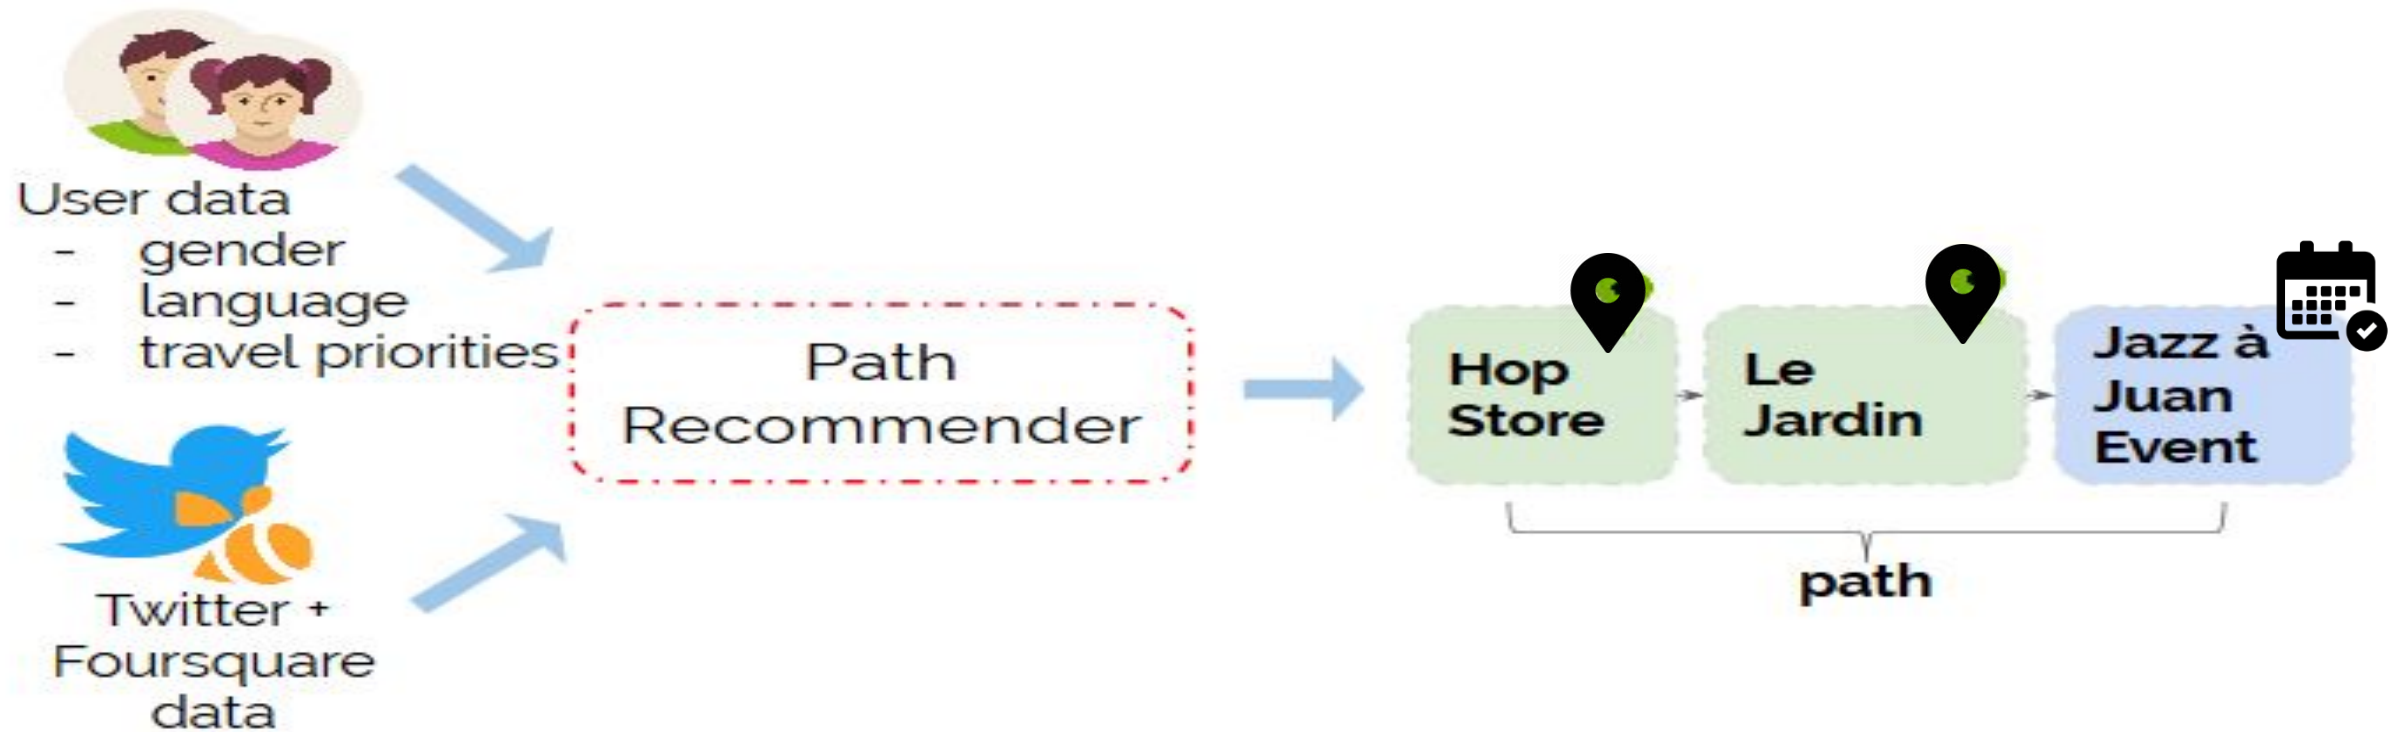 User data
- gender
- language
- travel priorities
Twitter +
Foursquare
data
Path
Recommender
Hop
Store
Le
Jardin
Jazz à
Juan
Event
path